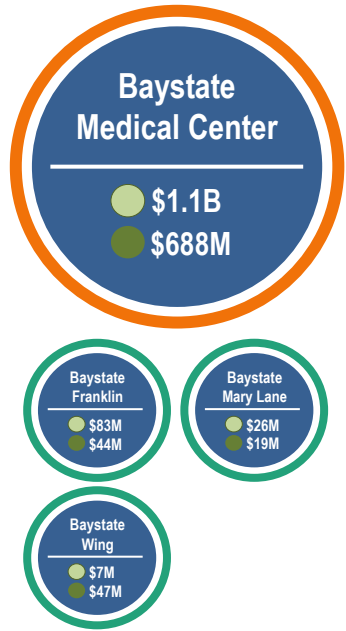 Baystate
Medical Center
$1.1B
$688M
Baystate
Franklin
$83M
$44M
Baystate
Mary Lane
$26M
$19M
Baystate
Wing
$7M
$47M